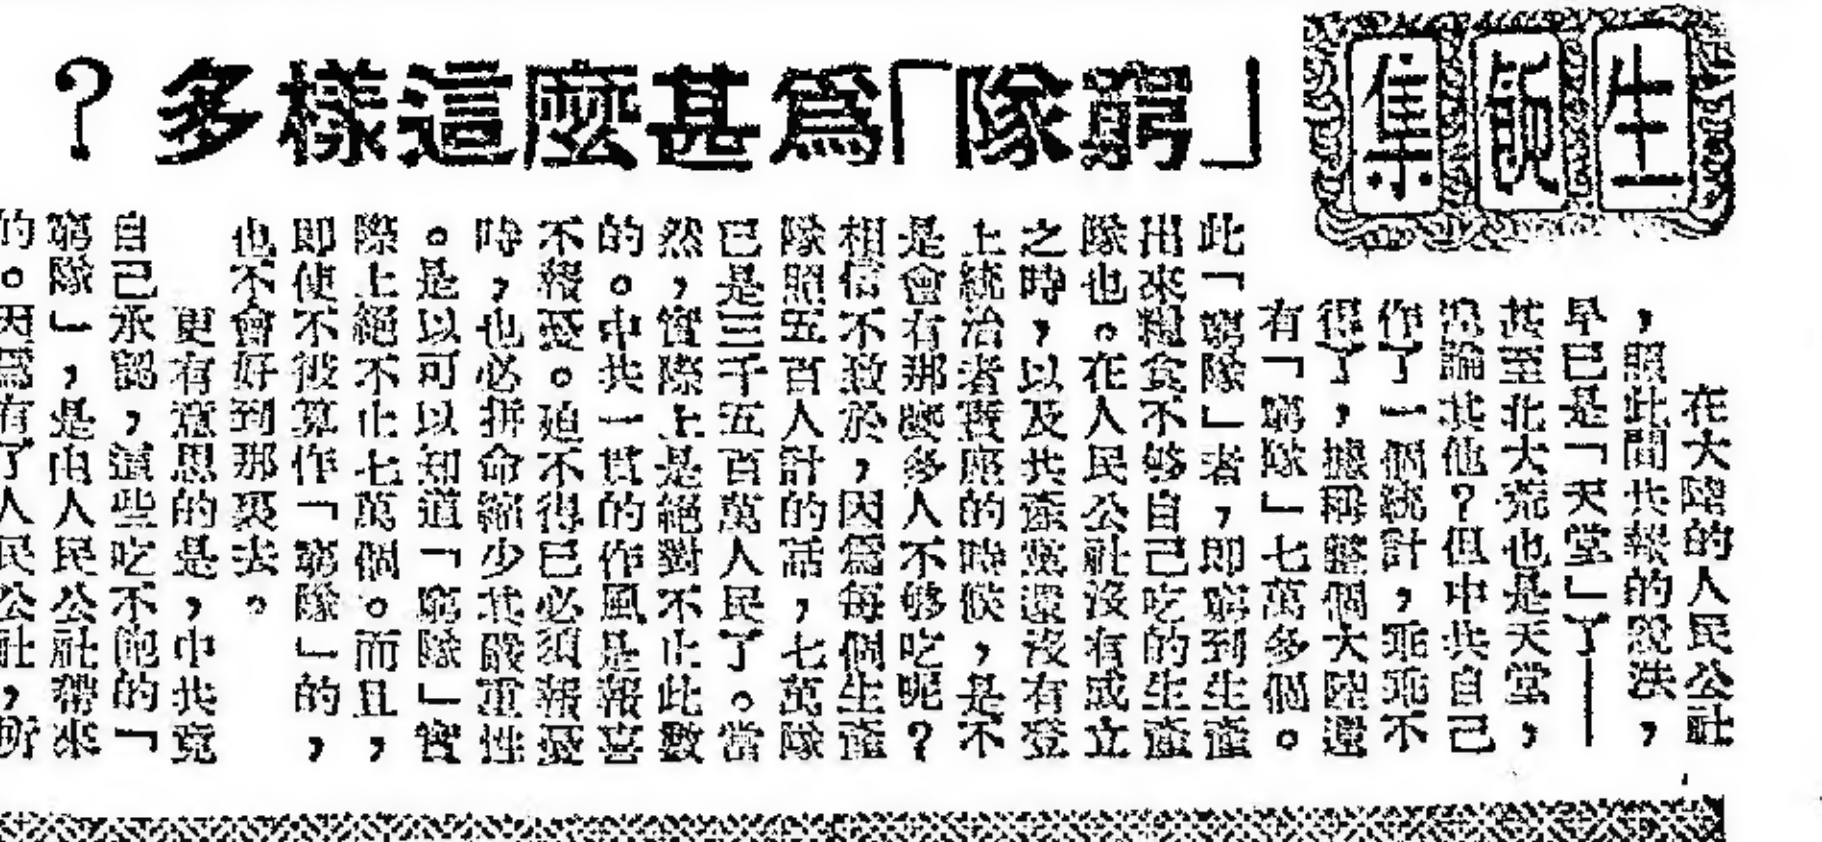 生活集
「窮隊」為甚麼這樣多？
在大陸的人民公社
，照此間共報的說法，
早已是「天堂」了——
甚至北大荒也是天堂，
遑論其他？但中共自己
作了一個統計，乖乖不
得了，據稱整個大陸還
有「窮隊」七萬多個。
此「窮隊」者，即窮到生產
出來糧食不够自己吃的生產
隊也。在人民公社沒有成立
之時，以及共產黨還沒有登
上統治者寶座的時候，是不
是會有那麼多人不够吃呢？
相信不致於，因為每個生產
隊照五百人計的話，七萬隊
已是三千五百萬人民了。當
然，實際上是絕對不止此數
的。中共一貫的作風是報喜
不報憂。迫不得已必須報憂
時，也必拼命縮少其嚴重性
。是以可以知道「窮隊」實
際上絕不止七萬個。而且，
即使不被算作「窮隊」的，
也不會好到那裏去。
更有意思的是，中共竟
自己承認，這些吃不飽的「
窮隊」，是由人民公社帶來
的。因為有了人民公社，所